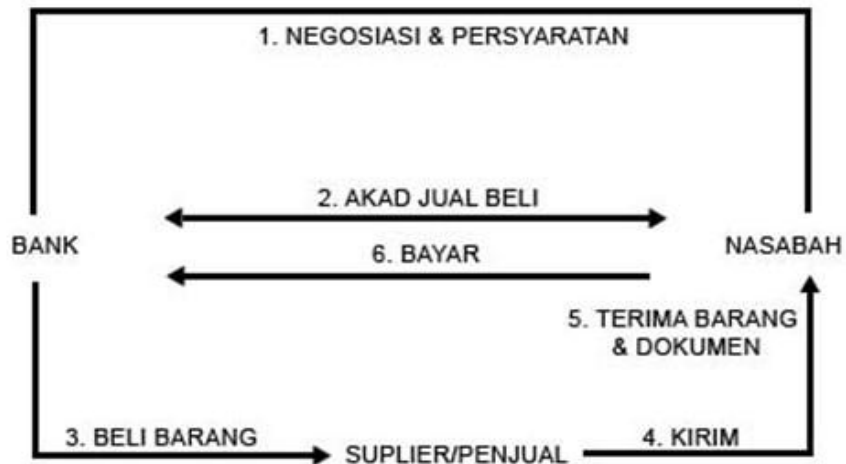 1. NEGOSIASI & PERSYARATAN
2. AKAD JUAL BELI
BANK
6. BAYAR
NASABAH
5. TERIMA BARANG
& DOKUMEN
3. BELI BARANG
SUPLIER/PENJUAL
4. KIRIM